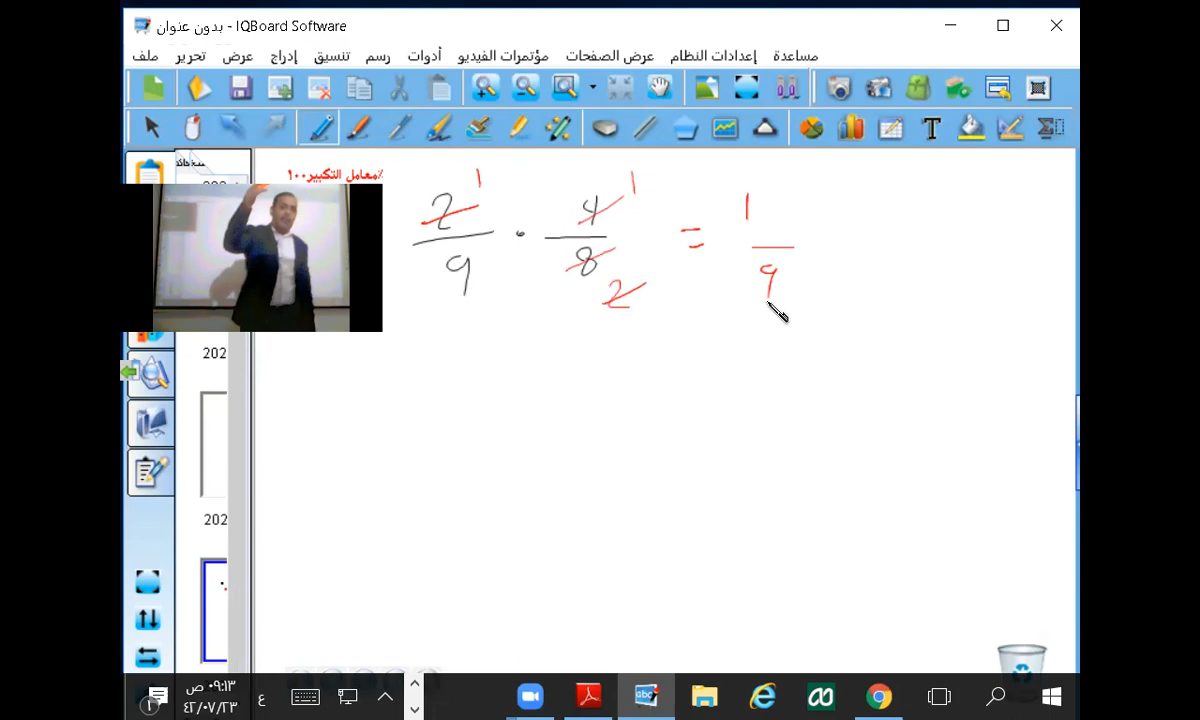 بدون عنوان - IQBoard Software
ملف تحرير عرض إدراج تنسيق رسم أدوات مؤتمرات الفيديو عرض الصفحات إعدادات النظام مساعدة
معامل التكبير١٠٠٪
2/9 · 4/8 = 1/9
1 1
2
202
202
٠٩:١٣ ص
٤٢/٠٧/٢٣
ع